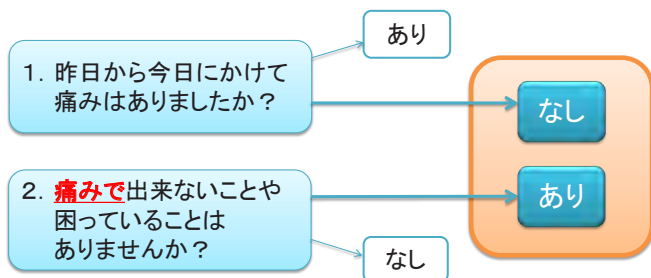 あり
1．昨日から今日にかけて
痛みはありましたか？
なし
2．痛みで出来ないことや
困っていることは
ありませんか？
あり
なし